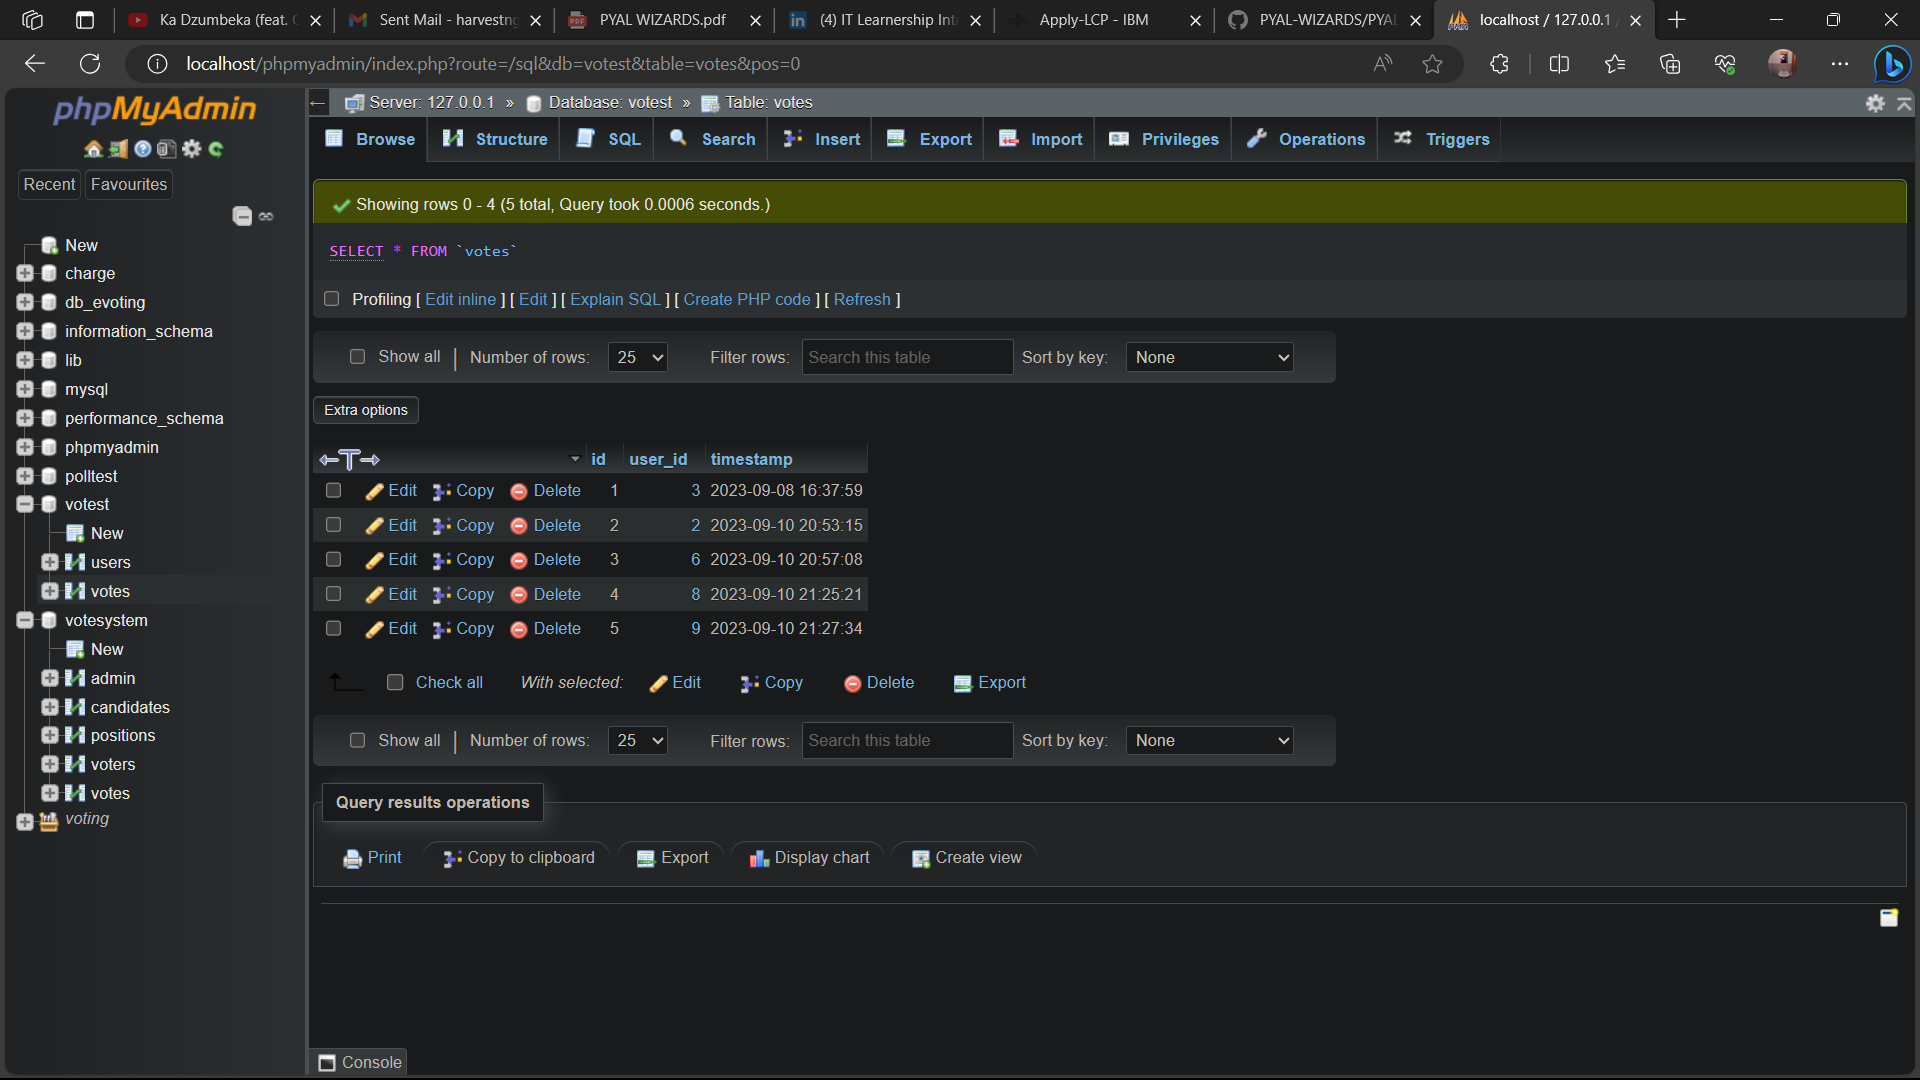 Ka Dzumbeka (feat.
Sent Mail - harvestng
PYAL WIZARDS.pdf
(4) IT Learnership Inte
Apply-LCP - IBM
PYAL-WIZARDS/PYAL
localhost / 127.0.0.1 /
localhost/phpmyadmin/index.php?route=/sql&db=votest&table=votes&pos=0
phpMyAdmin
Recent Favourites
New
charge
db_evoting
information_schema
lib
mysql
performance_schema
phpmyadmin
polltest
votest
New
users
votes
votesystem
New
admin
candidates
positions
voters
votes
voting
Server: 127.0.0.1 » Database: votest » Table: votes
Browse Structure SQL Search Insert Export Import Privileges Operations Triggers
Showing rows 0 - 4 (5 total, Query took 0.0006 seconds.)
SELECT * FROM `votes`
Profiling [ Edit inline ] [ Edit ] [ Explain SQL ] [ Create PHP code ] [ Refresh ]
Show all | Number of rows: 25 Filter rows: Search this table Sort by key: None
Extra options
←T→ id user_id timestamp
Edit Copy Delete 1 3 2023-09-08 16:37:59
Edit Copy Delete 2 2 2023-09-10 20:53:15
Edit Copy Delete 3 6 2023-09-10 20:57:08
Edit Copy Delete 4 8 2023-09-10 21:25:21
Edit Copy Delete 5 9 2023-09-10 21:27:34
Check all With selected: Edit Copy Delete Export
Show all | Number of rows: 25 Filter rows: Search this table Sort by key: None
Query results operations
Print Copy to clipboard Export Display chart Create view
Console